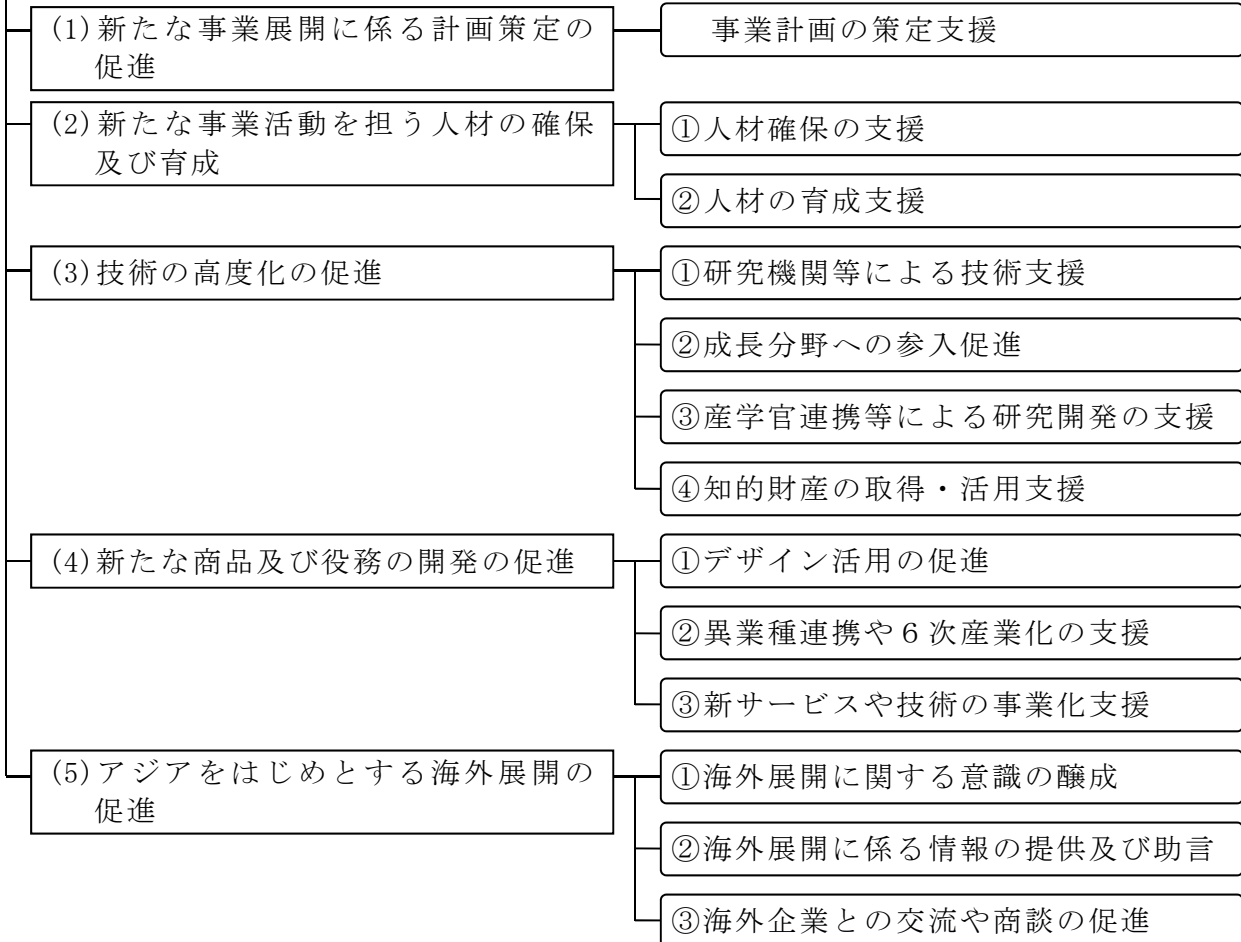 (1)新たな事業展開に係る計画策定の
促進
事業計画の策定支援
(2)新たな事業活動を担う人材の確保
及び育成
①人材確保の支援
②人材の育成支援
(3)技術の高度化の促進
①研究機関等による技術支援
②成長分野への参入促進
③産学官連携等による研究開発の支援
④知的財産の取得・活用支援
(4)新たな商品及び役務の開発の促進
①デザイン活用の促進
②異業種連携や6次産業化の支援
③新サービスや技術の事業化支援
(5)アジアをはじめとする海外展開の
促進
①海外展開に関する意識の醸成
②海外展開に係る情報の提供及び助言
③海外企業との交流や商談の促進